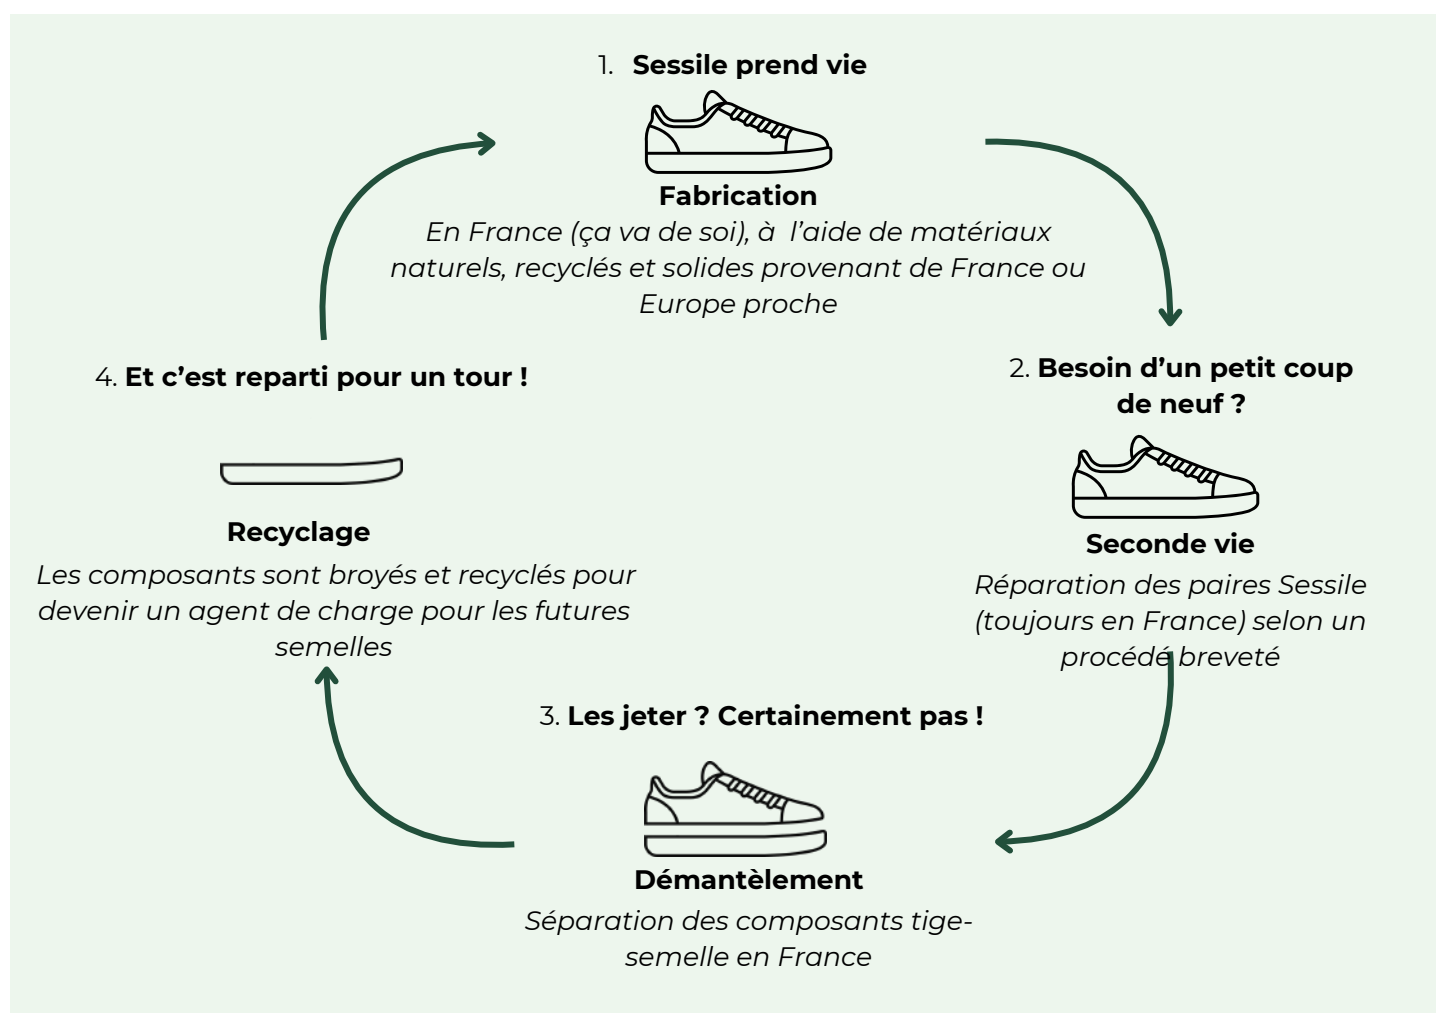 1. Sessile prend vie
Fabrication
En France (ça va de soi), à l’aide de matériaux
naturels, recyclés et solides provenant de France ou
Europe proche
2. Besoin d’un petit coup
de neuf ?
Seconde vie
Réparation des paires Sessile
(toujours en France) selon un
procédé breveté
3. Les jeter ? Certainement pas !
Démantèlement
Séparation des composants tige-
semelle en France
4. Et c’est reparti pour un tour !
Recyclage
Les composants sont broyés et recyclés pour
devenir un agent de charge pour les futures
semelles